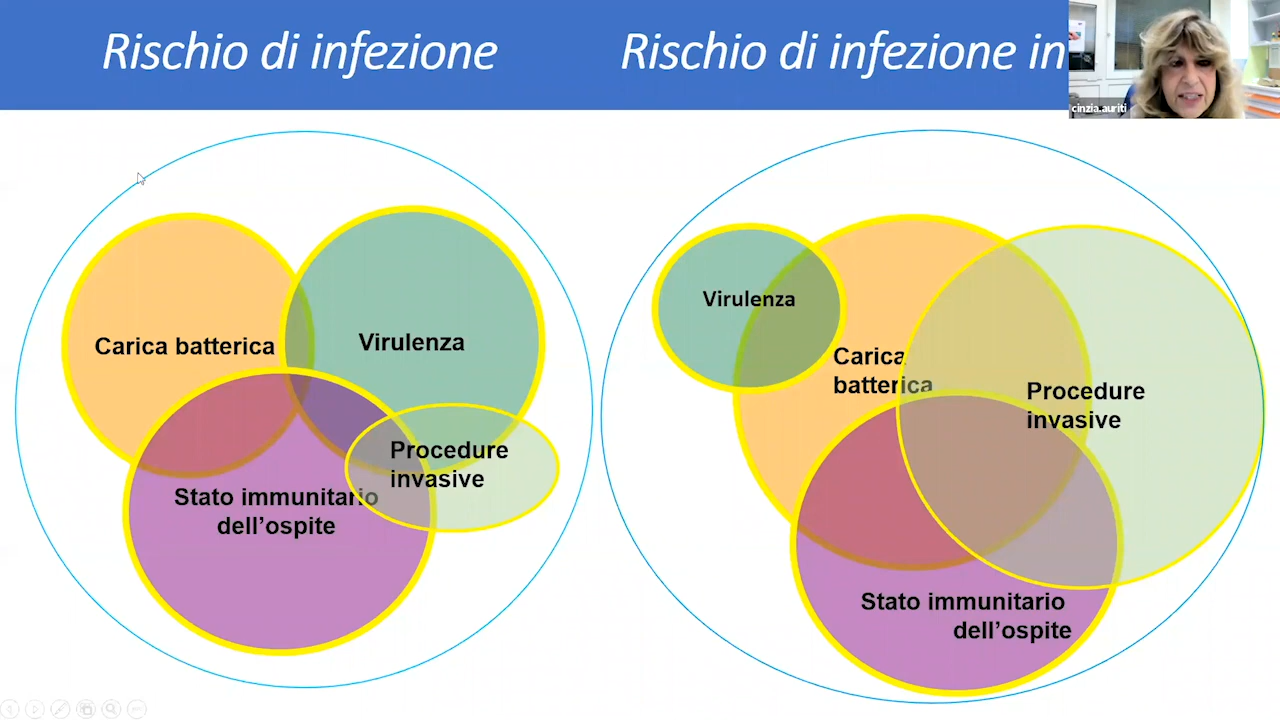 Rischio di infezione
Rischio di infezione in
cinzia.auriti
Carica batterica
Virulenza
Procedure
invasive
Stato immunitario
dell’ospite
Virulenza
Carica
batterica
Procedure
invasive
Stato immunitario
dell’ospite